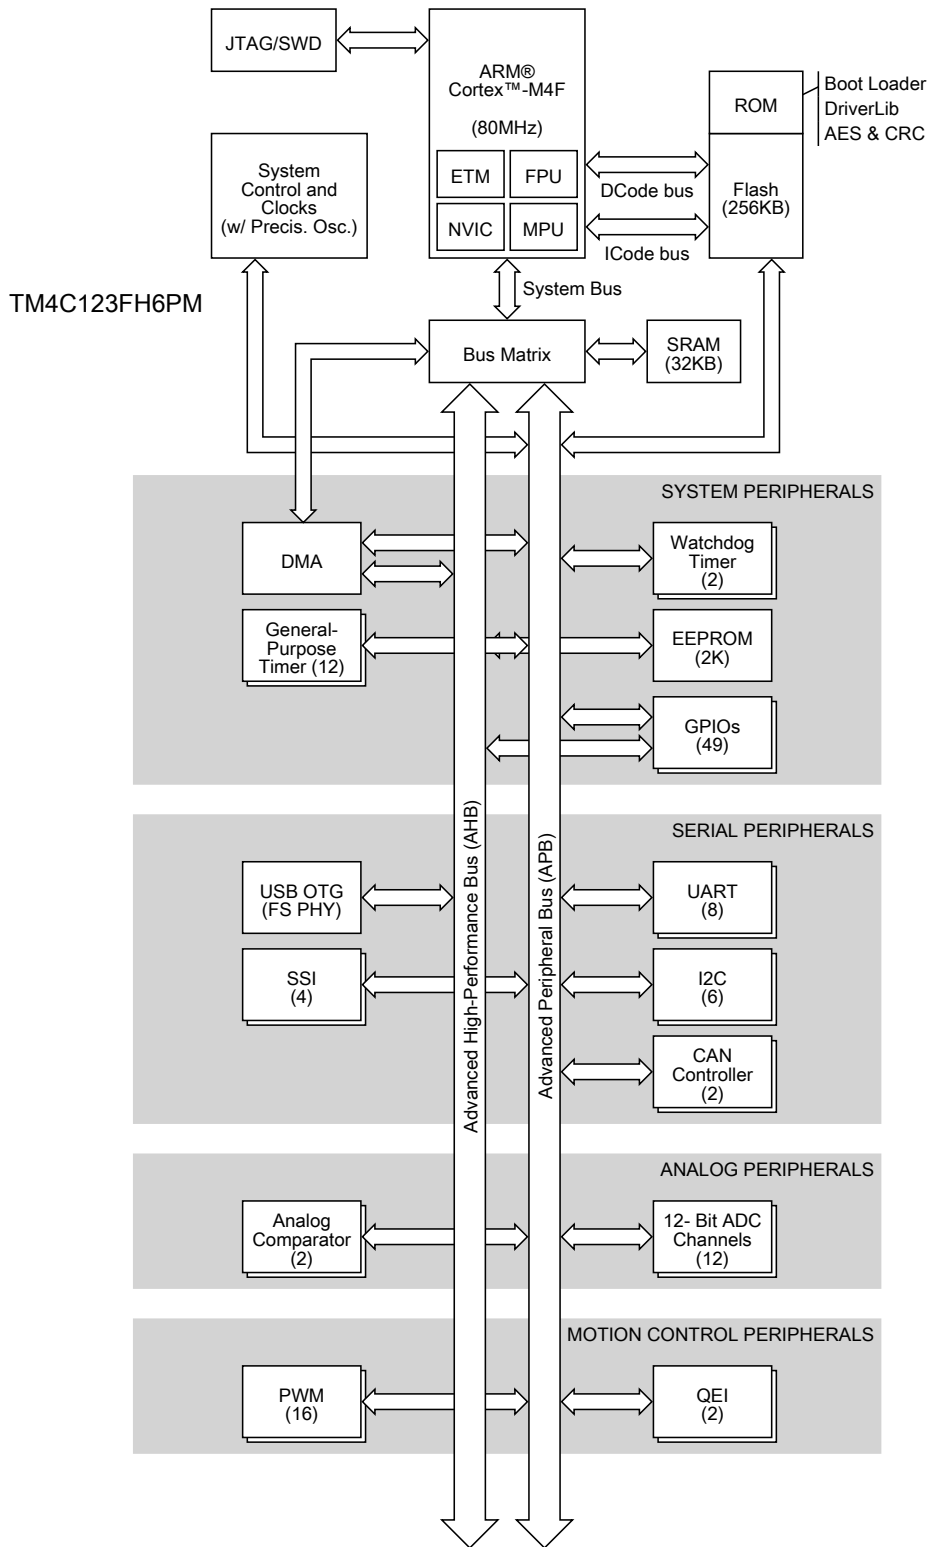 JTAG/SWD
ARM®
Cortex™-M4F
(80MHz)
ETM
FPU
NVIC
MPU
ROM
Boot Loader
DriverLib
AES & CRC
Flash
(256KB)
DCode bus
ICode bus
System
Control and
Clocks
(w/ Precis. Osc.)
TM4C123FH6PM
System Bus
Bus Matrix
SRAM
(32KB)
SYSTEM PERIPHERALS
DMA
Watchdog
Timer
(2)
General-
Purpose
Timer (12)
EEPROM
(2K)
GPIOs
(49)
Advanced High-Performance Bus (AHB)
Advanced Peripheral Bus (APB)
SERIAL PERIPHERALS
USB OTG
(FS PHY)
UART
(8)
SSI
(4)
I2C
(6)
CAN
Controller
(2)
ANALOG PERIPHERALS
Analog
Comparator
(2)
12- Bit ADC
Channels
(12)
MOTION CONTROL PERIPHERALS
PWM
(16)
QEI
(2)